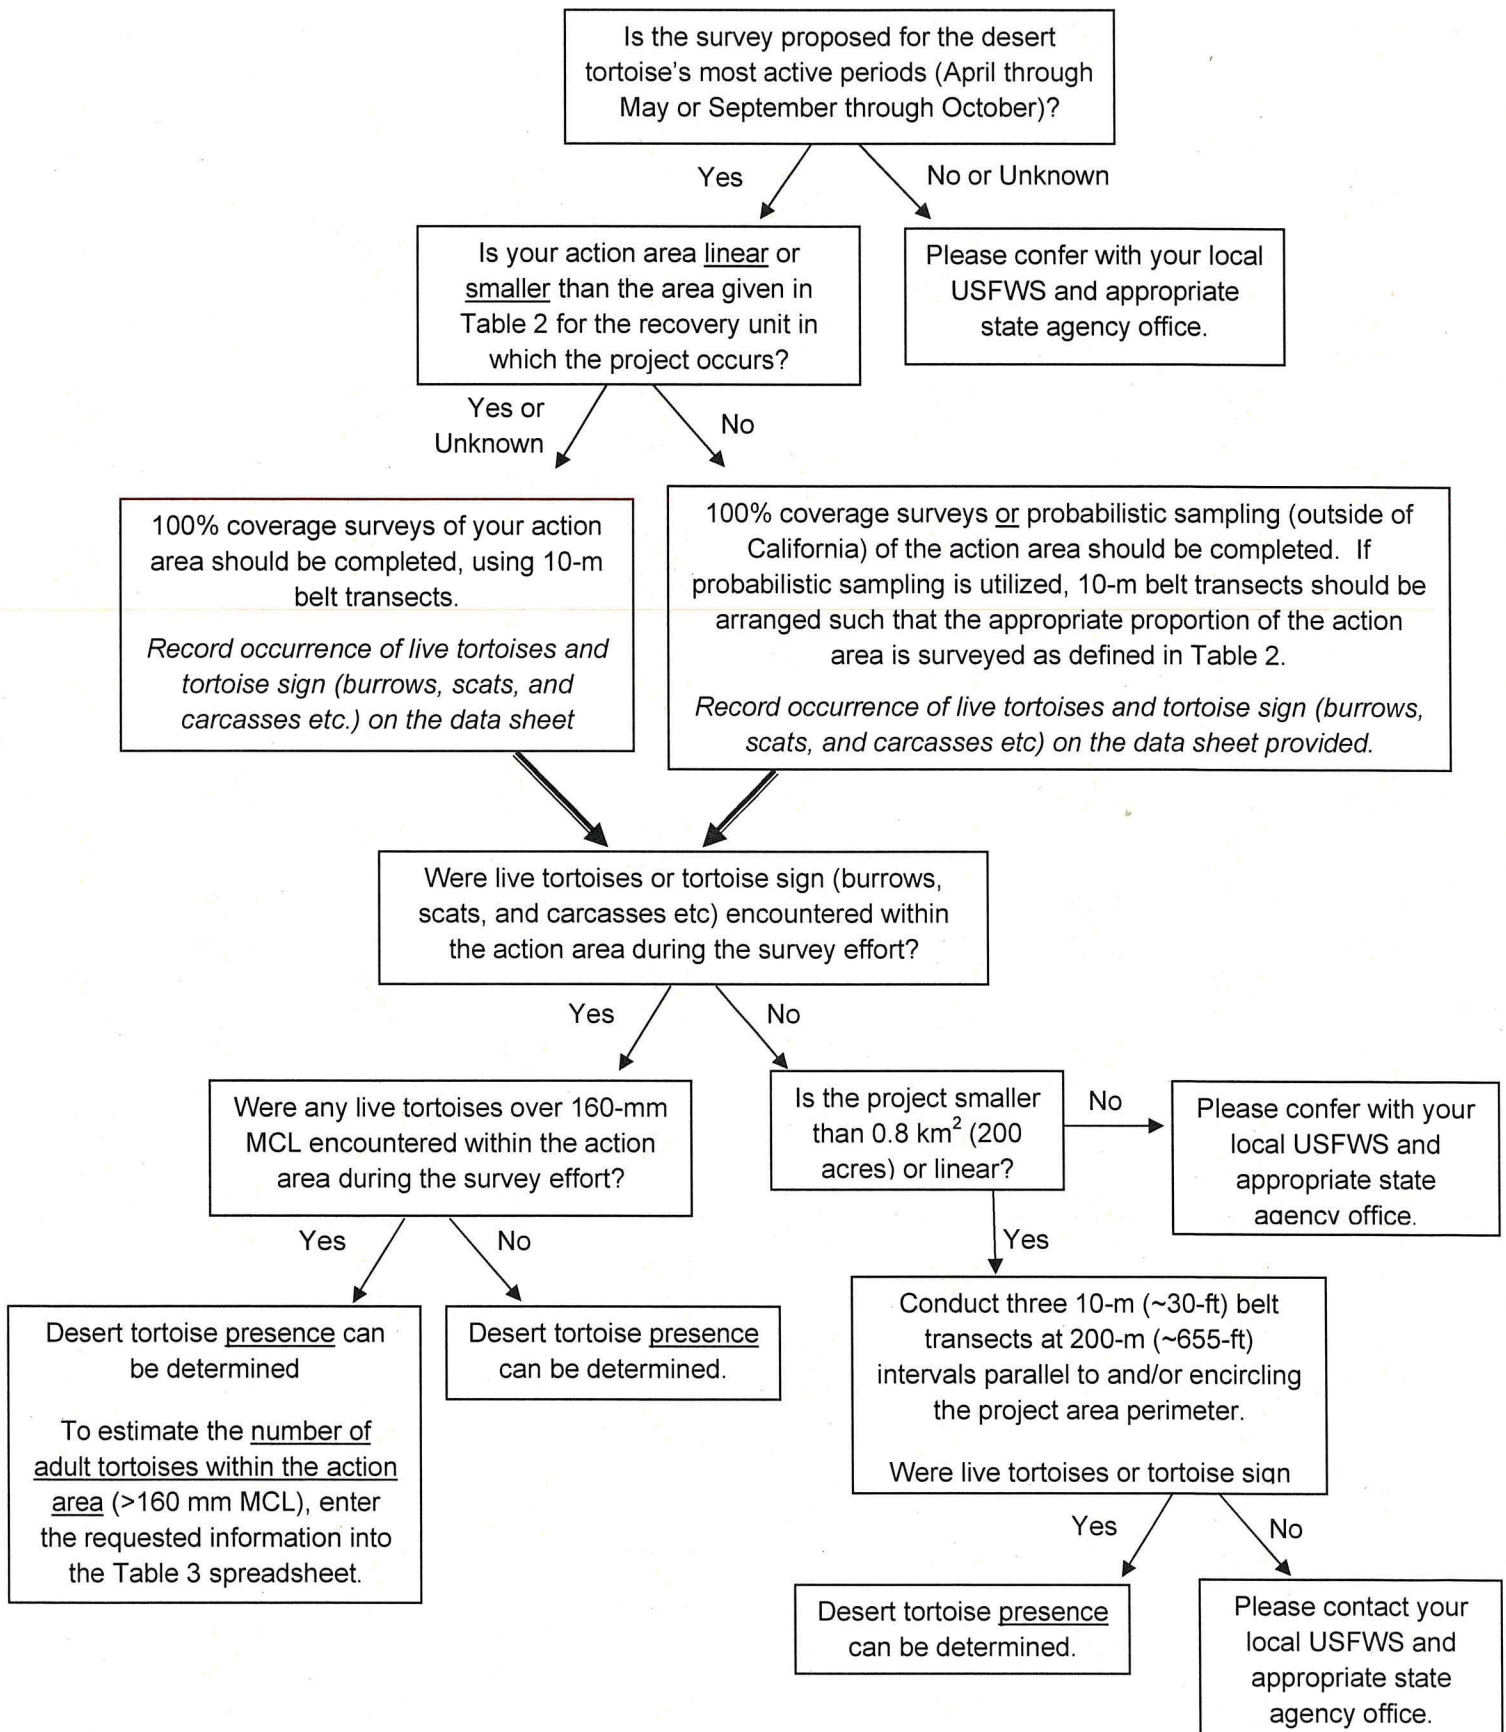 Is the survey proposed for the desert
tortoise's most active periods (April through
May or September through October)?
Yes
No or Unknown
Is your action area linear or
smaller than the area given in
Table 2 for the recovery unit in
which the project occurs?
Please confer with your local
USFWS and appropriate
state agency office.
Yes or
Unknown
No
100% coverage surveys of your action
area should be completed, using 10-m
belt transects.
Record occurrence of live tortoises and
tortoise sign (burrows, scats, and
carcasses etc.) on the data sheet
100% coverage surveys or probabilistic sampling (outside of
California) of the action area should be completed.  If
probabilistic sampling is utilized, 10-m belt transects should be
arranged such that the appropriate proportion of the action
area is surveyed as defined in Table 2.
Record occurrence of live tortoises and tortoise sign (burrows,
scats, and carcasses etc) on the data sheet provided.
Were live tortoises or tortoise sign (burrows,
scats, and carcasses etc) encountered within
the action area during the survey effort?
Yes
No
Were any live tortoises over 160-mm
MCL encountered within the action
area during the survey effort?
Is the project smaller
than 0.8 km² (200
acres) or linear?
No
Please confer with your
local USFWS and
appropriate state
agency office.
Yes
No
Yes
Desert tortoise presence can
be determined
To estimate the number of
adult tortoises within the action
area (>160 mm MCL), enter
the requested information into
the Table 3 spreadsheet.
Desert tortoise presence
can be determined.
Conduct three 10-m (~30-ft) belt
transects at 200-m (~655-ft)
intervals parallel to and/or encircling
the project area perimeter.
Were live tortoises or tortoise sign
Yes
No
Desert tortoise presence
can be determined.
Please contact your
local USFWS and
appropriate state
agency office.